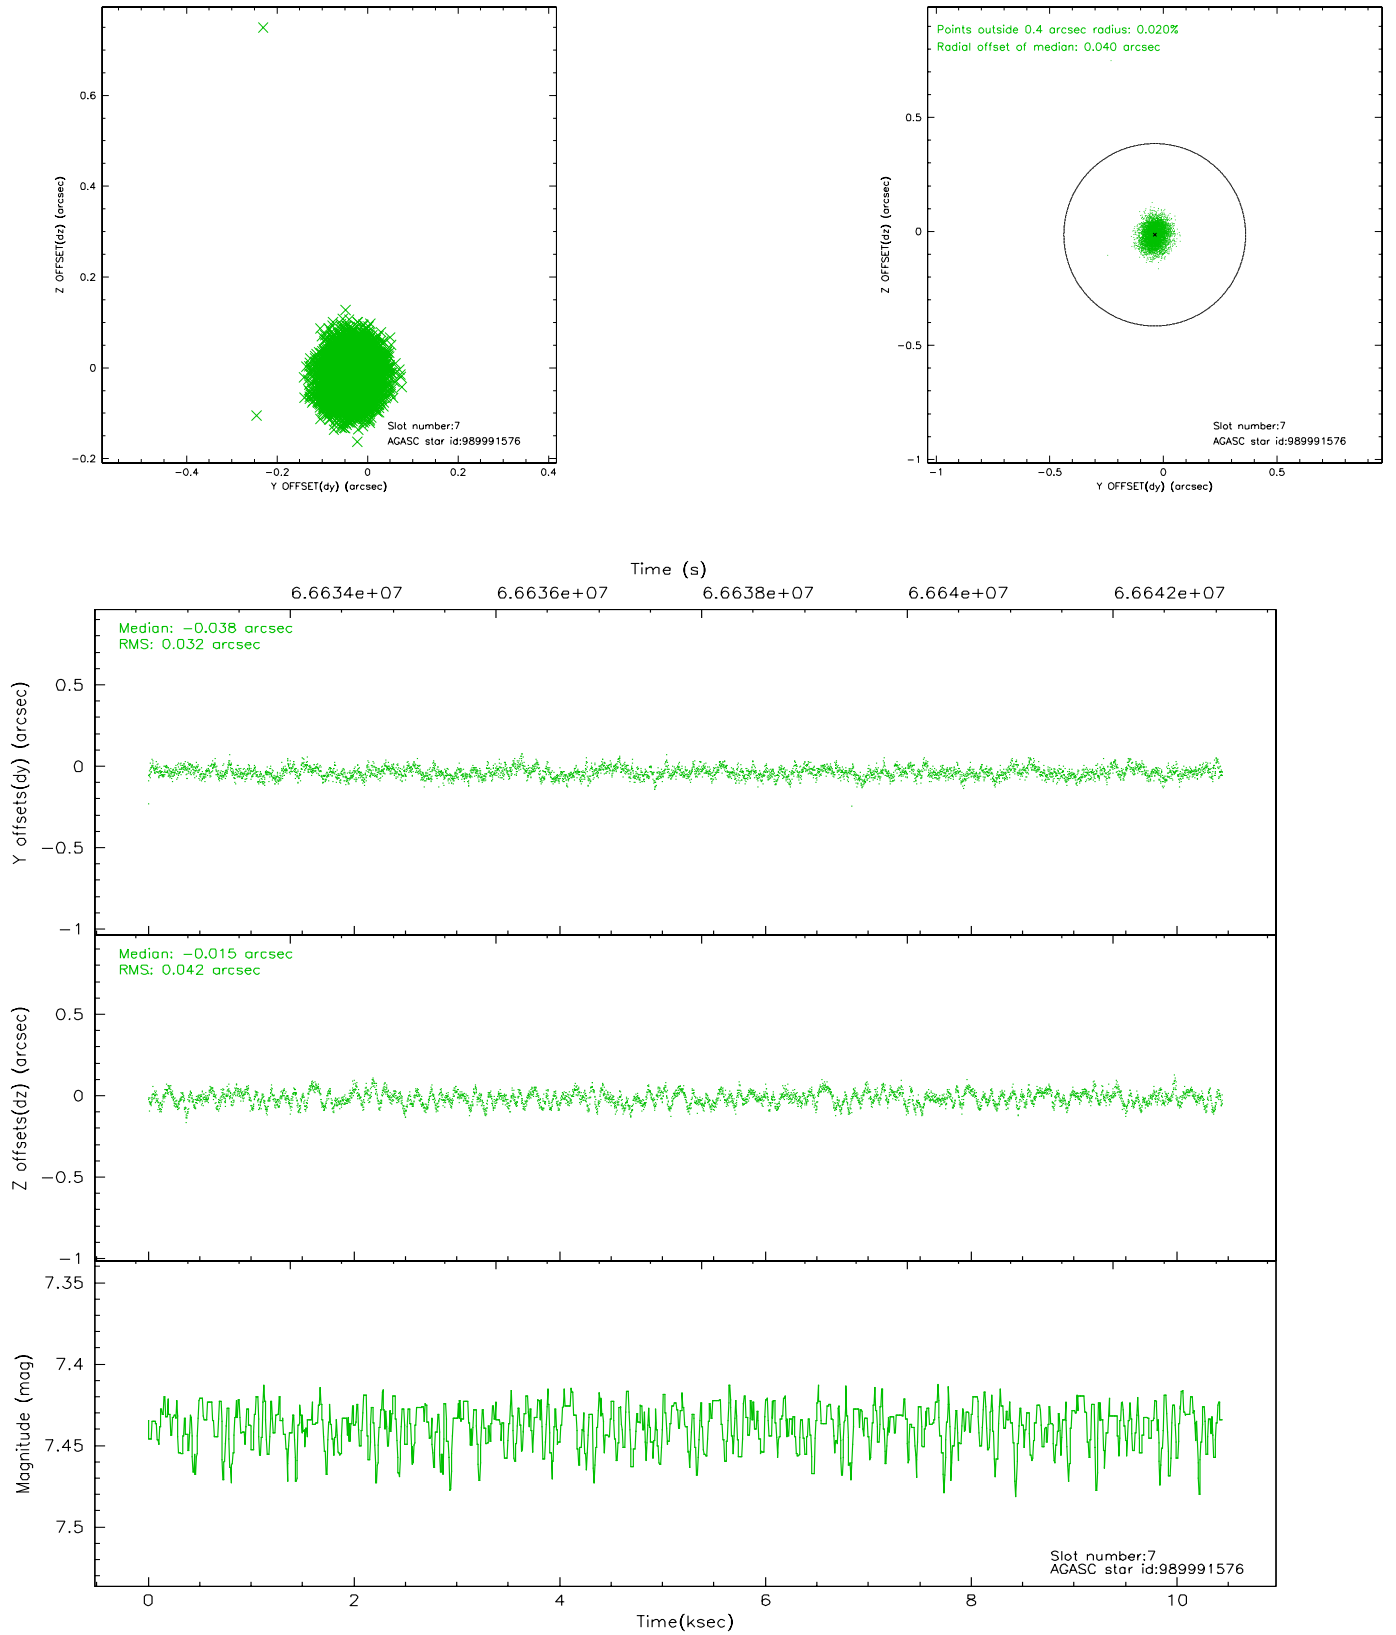 0.6
0.4
0.2
0
-0.2
-0.4
-0.2
0
0.2
0.4
Z OFFSET(dz) (arcsec)
Y OFFSET(dy) (arcsec)
Slot number:7
AGASC star id:989991576
Points outside 0.4 arcsec radius: 0.020%
Radial offset of median: 0.040 arcsec
0.5
0
-0.5
-1
-1
-0.5
0
0.5
Z OFFSET(dz) (arcsec)
Y OFFSET(dy) (arcsec)
Slot number:7
AGASC star id:989991576
Time (s)
6.6634e+07 6.6636e+07 6.6638e+07 6.664e+07 6.6642e+07
Median: -0.038 arcsec
RMS: 0.032 arcsec
0.5
0
-0.5
-1
Y offsets(dy) (arcsec)
Median: -0.015 arcsec
RMS: 0.042 arcsec
0.5
0
-0.5
-1
Z offsets(dz) (arcsec)
7.35
7.4
7.45
7.5
Magnitude (mag)
Slot number:7
AGASC star id:989991576
0 2 4 6 8 10
Time(ksec)